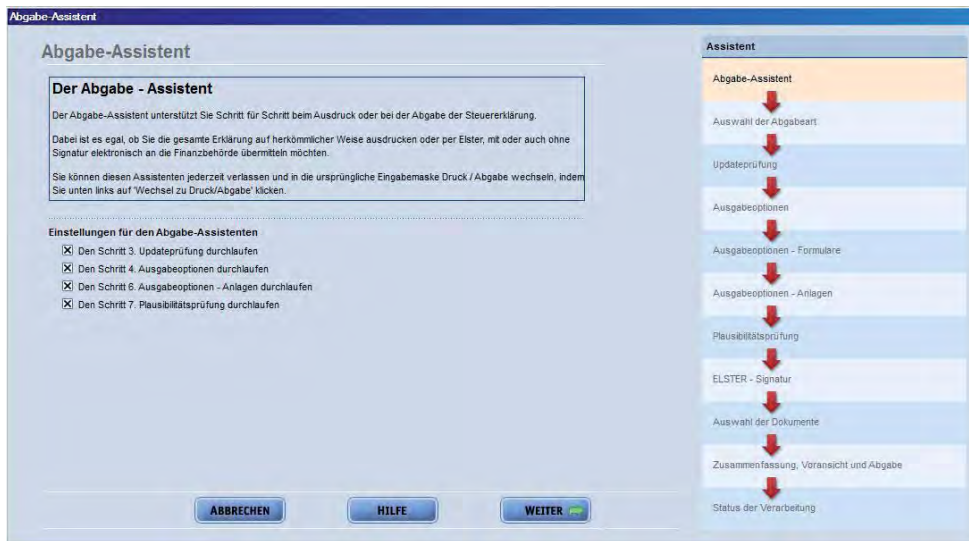 Abgabe-Assistent
Abgabe-Assistent
Der Abgabe - Assistent
Der Abgabe-Assistent unterstützt Sie Schritt für Schritt beim Ausdruck oder bei der Abgabe der Steuererklärung.
Dabei ist es egal, ob Sie die gesamte Erklärung auf herkömmlicher Weise ausdrucken oder per Elster, mit oder auch ohne
Signatur elektronisch an die Finanzbehörde übermitteln möchten.
Sie können diesen Assistenten jederzeit verlassen und in die ursprüngliche Eingabemaske Druck / Abgabe wechseln, indem
Sie unten links auf 'Wechsel zu Druck/Abgabe' klicken.
Einstellungen für den Abgabe-Assistenten
Den Schritt 3. Updateprüfung durchlaufen
Den Schritt 4. Ausgabeoptionen durchlaufen
Den Schritt 6. Ausgabeoptionen - Anlagen durchlaufen
Den Schritt 7. Plausibilitätsprüfung durchlaufen
ABBRECHEN
HILFE
WEITER
Assistent
Abgabe-Assistent
Auswahl der Abgabeart
Updateprüfung
Ausgabeoptionen
Ausgabeoptionen - Formulare
Ausgabeoptionen - Anlagen
Plausibilitätsprüfung
ELSTER - Signatur
Auswahl der Dokumente
Zusammenfassung, Voransicht und Abgabe
Status der Verarbeitung